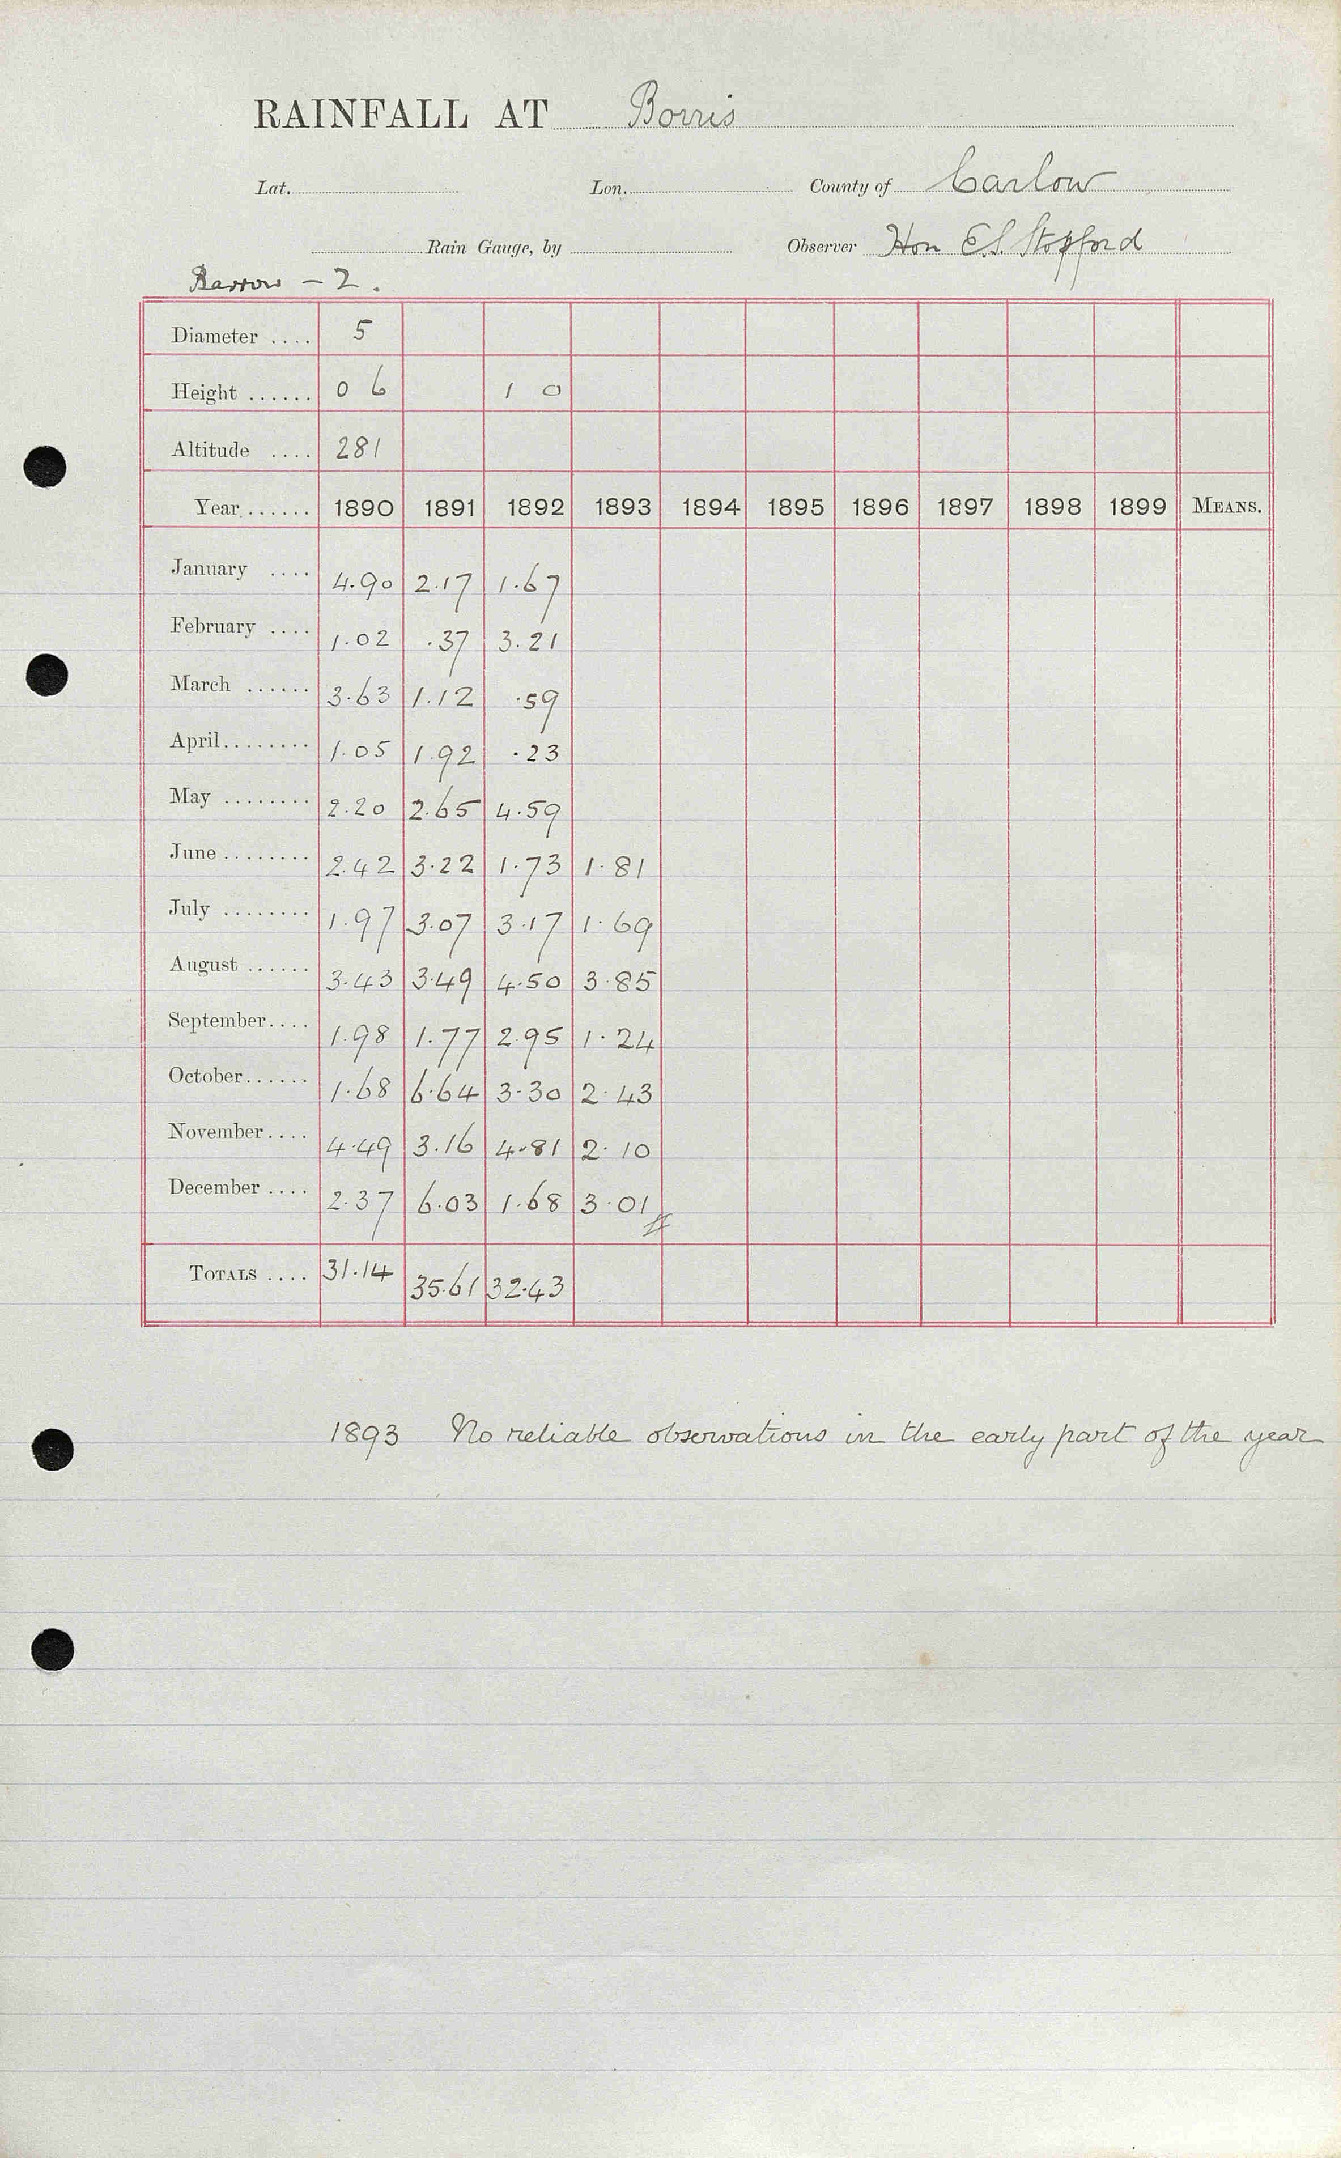 RAINFALL AT Borris
Lat. Lon. County of Carlow
Rain Gauge, by Observer Hon E.S. Stopford
Barrow - 2.
Diameter .... 5
Height ...... 0 6 1 0
Altitude .... 281
Year ...... 1890 1891 1892 1893 1894 1895 1896 1897 1898 1899 MEANS.
January .... 4.90 2.17 1.67
February .... 1.02 .37 3.21
March ...... 3.63 1.12 .59
April........ 1.05 1.92 .23
May ........ 2.20 2.65 4.59
June ........ 2.42 3.22 1.73 1.81
July ........ 1.97 3.07 3.17 1.69
August ...... 3.43 3.49 4.50 3.85
September.... 1.98 1.77 2.95 1.24
October...... 1.68 6.64 3.30 2.43
November.... 4.49 3.16 4.81 2.10
December .... 2.37 6.03 1.68 3.01
TOTALS .... 31.14 35.61 32.43
1893 No reliable observations in the early part of the year